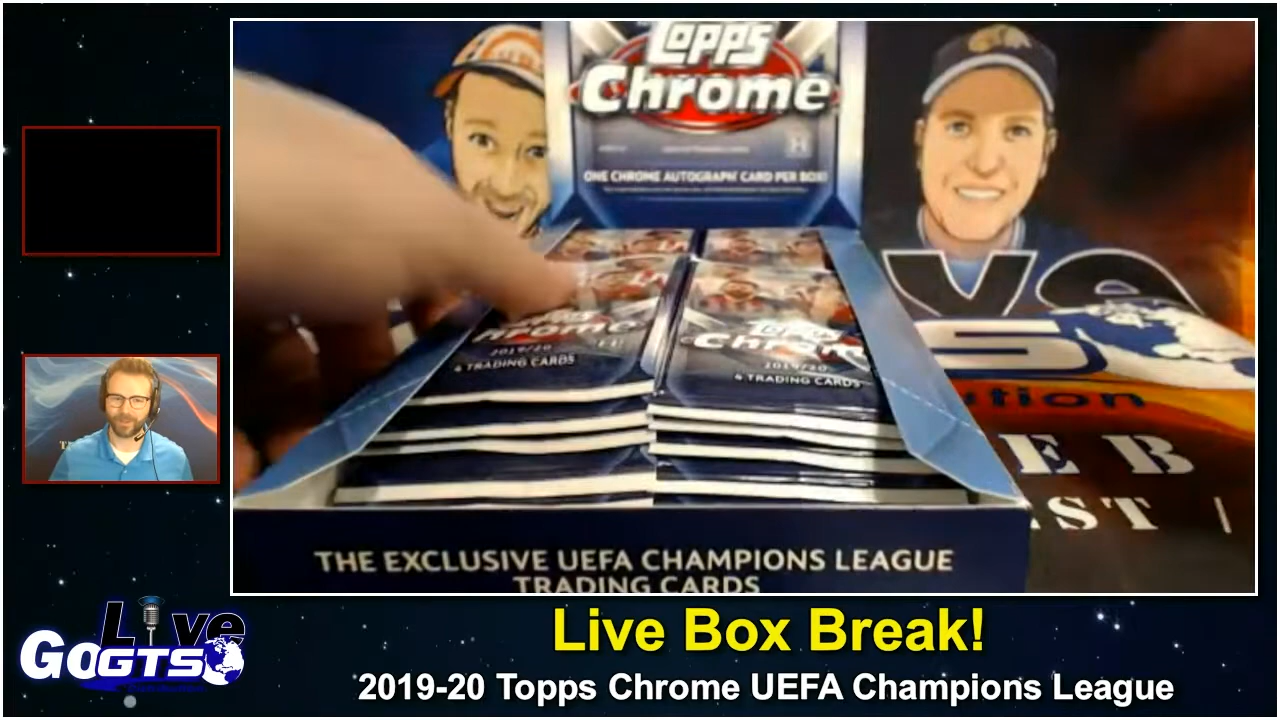 Topps
Chrome
ONE CHROME AUTOGRAPH CARD PER BOX!
Topps
Chrome
2019/20
4 TRADING CARDS
Chrome
2019/20
4 TRADING CARDS
THE EXCLUSIVE UEFA CHAMPIONS LEAGUE
TRADING CARDS
Live
GoGTS
Live Box Break!
2019-20 Topps Chrome UEFA Champions League